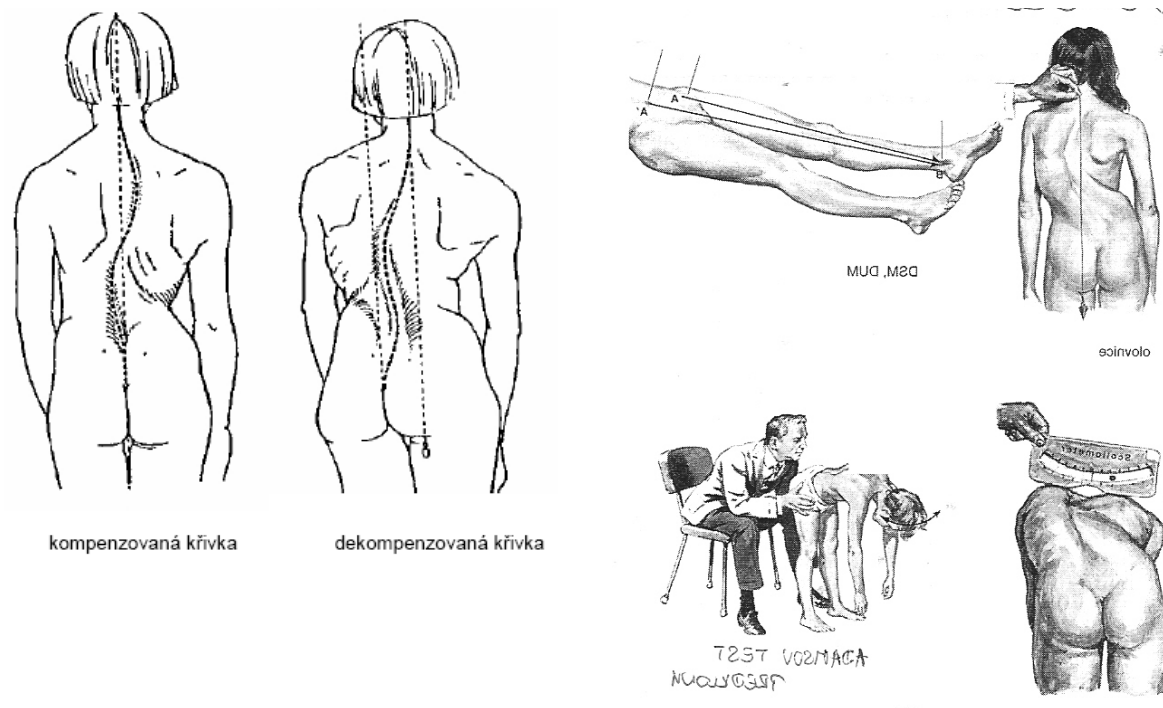 kompenzovaná křivka
dekompenzovaná křivka
A
A'
B
DSM, DUM
olovnice
Scoliometer
ADAMSOV TEST